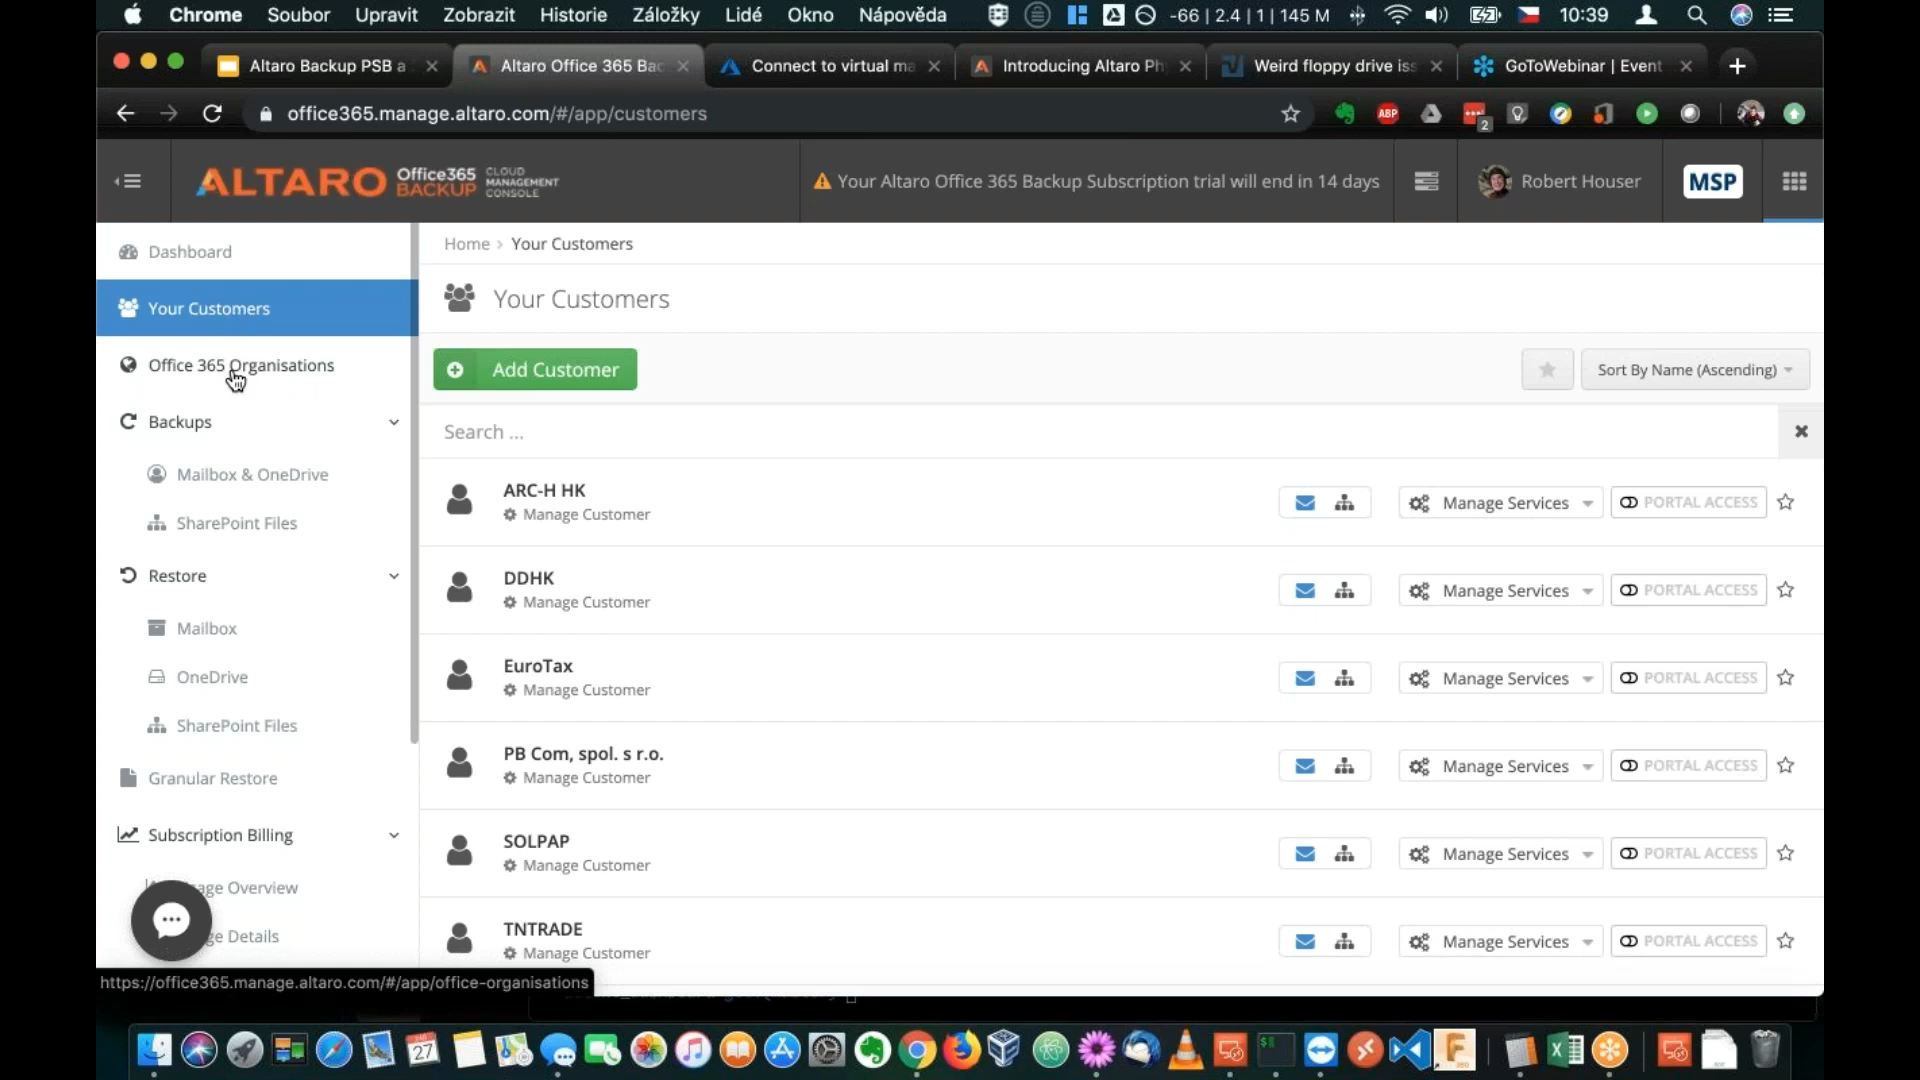 Chrome Soubor Upravit Zobrazit Historie Záložky Lidé Okno Nápověda -66 | 2.4 | 1 | 145 M 10:39
Altaro Backup PSB a Altaro Office 365 Bac Connect to virtual ma Introducing Altaro Ph Weird floppy drive iss GoToWebinar | Event
office365.manage.altaro.com/#/app/customers ABP 2
ALTARO Office365 BACKUP CLOUD MANAGEMENT CONSOLE
Your Altaro Office 365 Backup Subscription trial will end in 14 days Robert Houser MSP
Dashboard
Your Customers
Office 365 Organisations
Backups
Mailbox & OneDrive
SharePoint Files
Restore
Mailbox
OneDrive
SharePoint Files
Granular Restore
Subscription Billing
age Overview
ge Details
https://office365.manage.altaro.com/#/app/office-organisations
Home › Your Customers
Your Customers
Add Customer Sort By Name (Ascending)
Search ...
ARC-H HK
Manage Customer Manage Services PORTAL ACCESS
DDHK
Manage Customer Manage Services PORTAL ACCESS
EuroTax
Manage Customer Manage Services PORTAL ACCESS
PB Com, spol. s r.o.
Manage Customer Manage Services PORTAL ACCESS
SOLPAP
Manage Customer Manage Services PORTAL ACCESS
TNTRADE
Manage Customer Manage Services PORTAL ACCESS
27